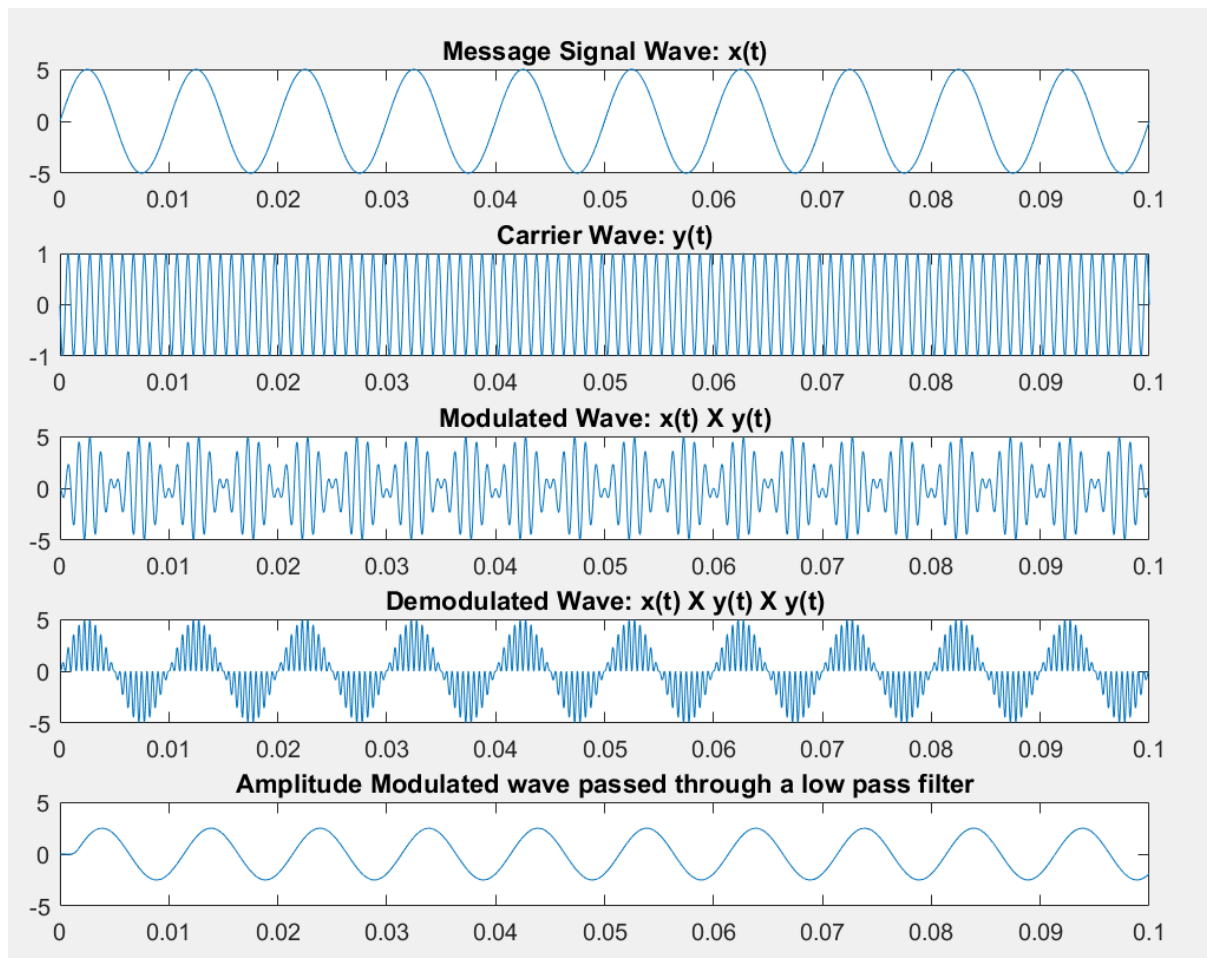 Message Signal Wave: x(t)
5
0
-5
0 0.01 0.02 0.03 0.04 0.05 0.06 0.07 0.08 0.09 0.1
Carrier Wave: y(t)
1
0
-1
0 0.01 0.02 0.03 0.04 0.05 0.06 0.07 0.08 0.09 0.1
Modulated Wave: x(t) X y(t)
5
0
-5
0 0.01 0.02 0.03 0.04 0.05 0.06 0.07 0.08 0.09 0.1
Demodulated Wave: x(t) X y(t) X y(t)
5
0
-5
0 0.01 0.02 0.03 0.04 0.05 0.06 0.07 0.08 0.09 0.1
Amplitude Modulated wave passed through a low pass filter
5
0
-5
0 0.01 0.02 0.03 0.04 0.05 0.06 0.07 0.08 0.09 0.1